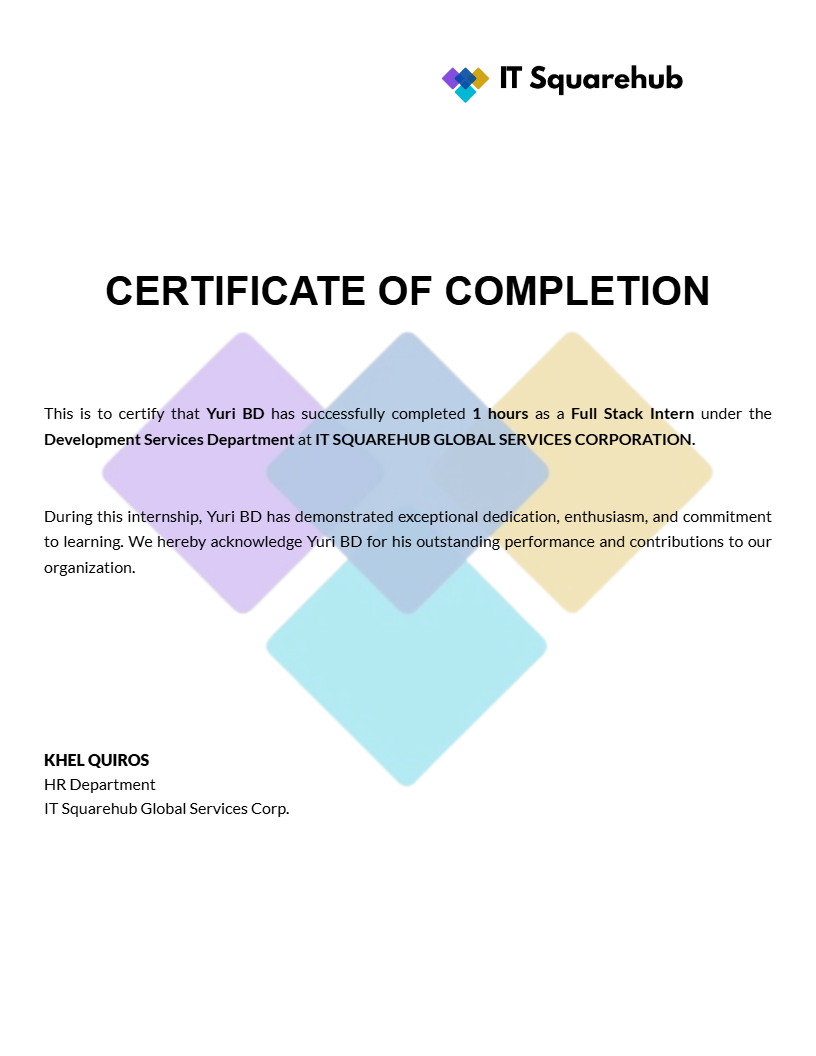 IT Squarehub
CERTIFICATE OF COMPLETION
This is to certify that Yuri BD has successfully completed 1 hours as a Full Stack Intern under the
Development Services Department at IT SQUAREHUB GLOBAL SERVICES CORPORATION.
During this internship, Yuri BD has demonstrated exceptional dedication, enthusiasm, and commitment
to learning. We hereby acknowledge Yuri BD for his outstanding performance and contributions to our
organization.
KHEL QUIROS
HR Department
IT Squarehub Global Services Corp.